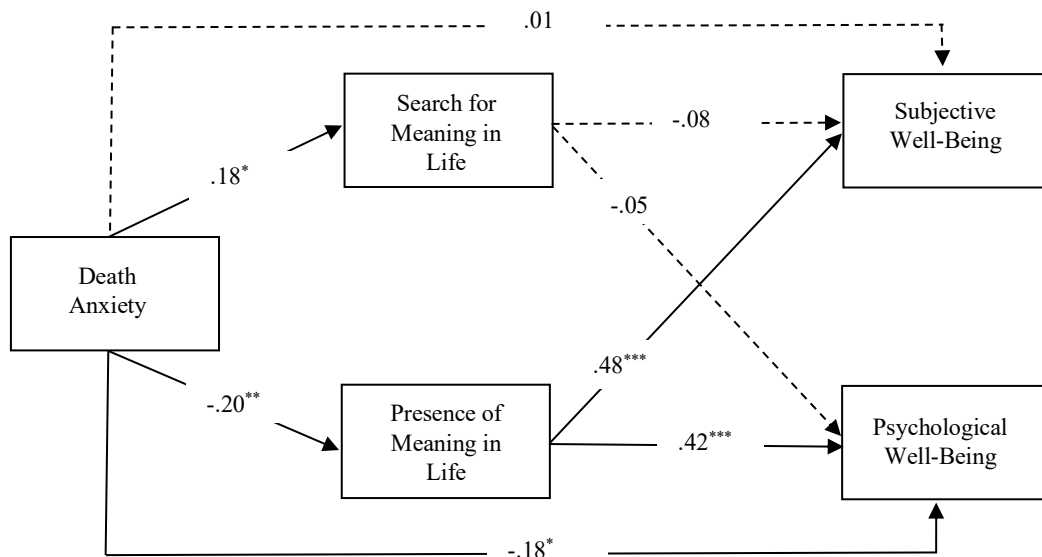 .01
Search for
Meaning in
Life
-.08
Subjective
Well-Being
.18*
-.05
Death
Anxiety
.48***
-.20**
Presence of
Meaning in
Life
.42***
Psychological
Well-Being
-.18*